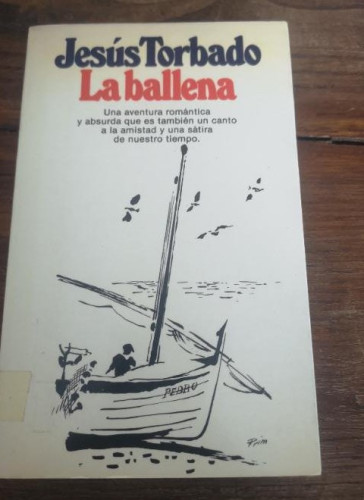 Jesús Torbado
La ballena
Una aventura romántica
y absurda que es también un canto
a la amistad y una sátira
de nuestro tiempo.
PEDRO